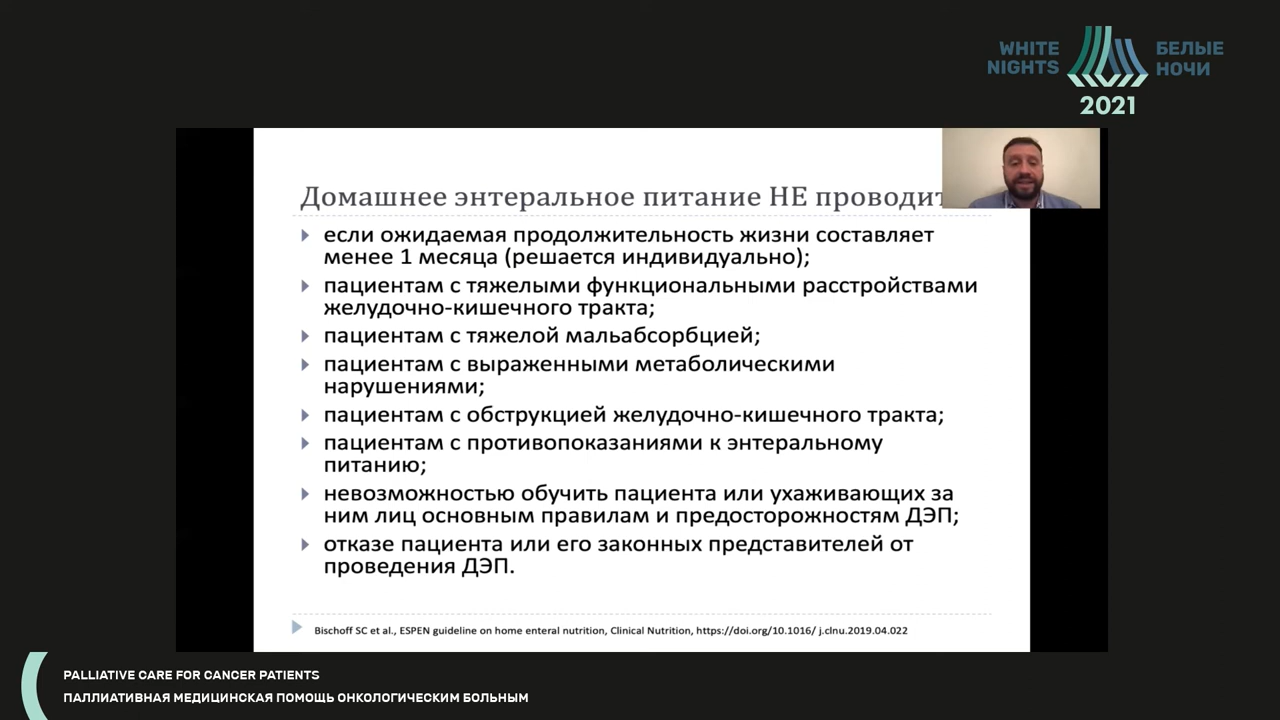 WHITE
NIGHTS
БЕЛЫЕ
НОЧИ
2021
Домашнее энтеральное питание НЕ проводит
если ожидаемая продолжительность жизни составляет
менее 1 месяца (решается индивидуально);
пациентам с тяжелыми функциональными расстройствами
желудочно-кишечного тракта;
пациентам с тяжелой мальабсорбцией;
пациентам с выраженными метаболическими
нарушениями;
пациентам с обструкцией желудочно-кишечного тракта;
пациентам с противопоказаниями к энтеральному
питанию;
невозможностью обучить пациента или ухаживающих за
ним лиц основным правилам и предосторожностям ДЭП;
отказе пациента или его законных представителей от
проведения ДЭП.
Bischoff SC et al., ESPEN guideline on home enteral nutrition, Clinical Nutrition, https://doi.org/10.1016/ j.clnu.2019.04.022
PALLIATIVE CARE FOR CANCER PATIENTS
ПАЛЛИАТИВНАЯ МЕДИЦИНСКАЯ ПОМОЩЬ ОНКОЛОГИЧЕСКИМ БОЛЬНЫМ